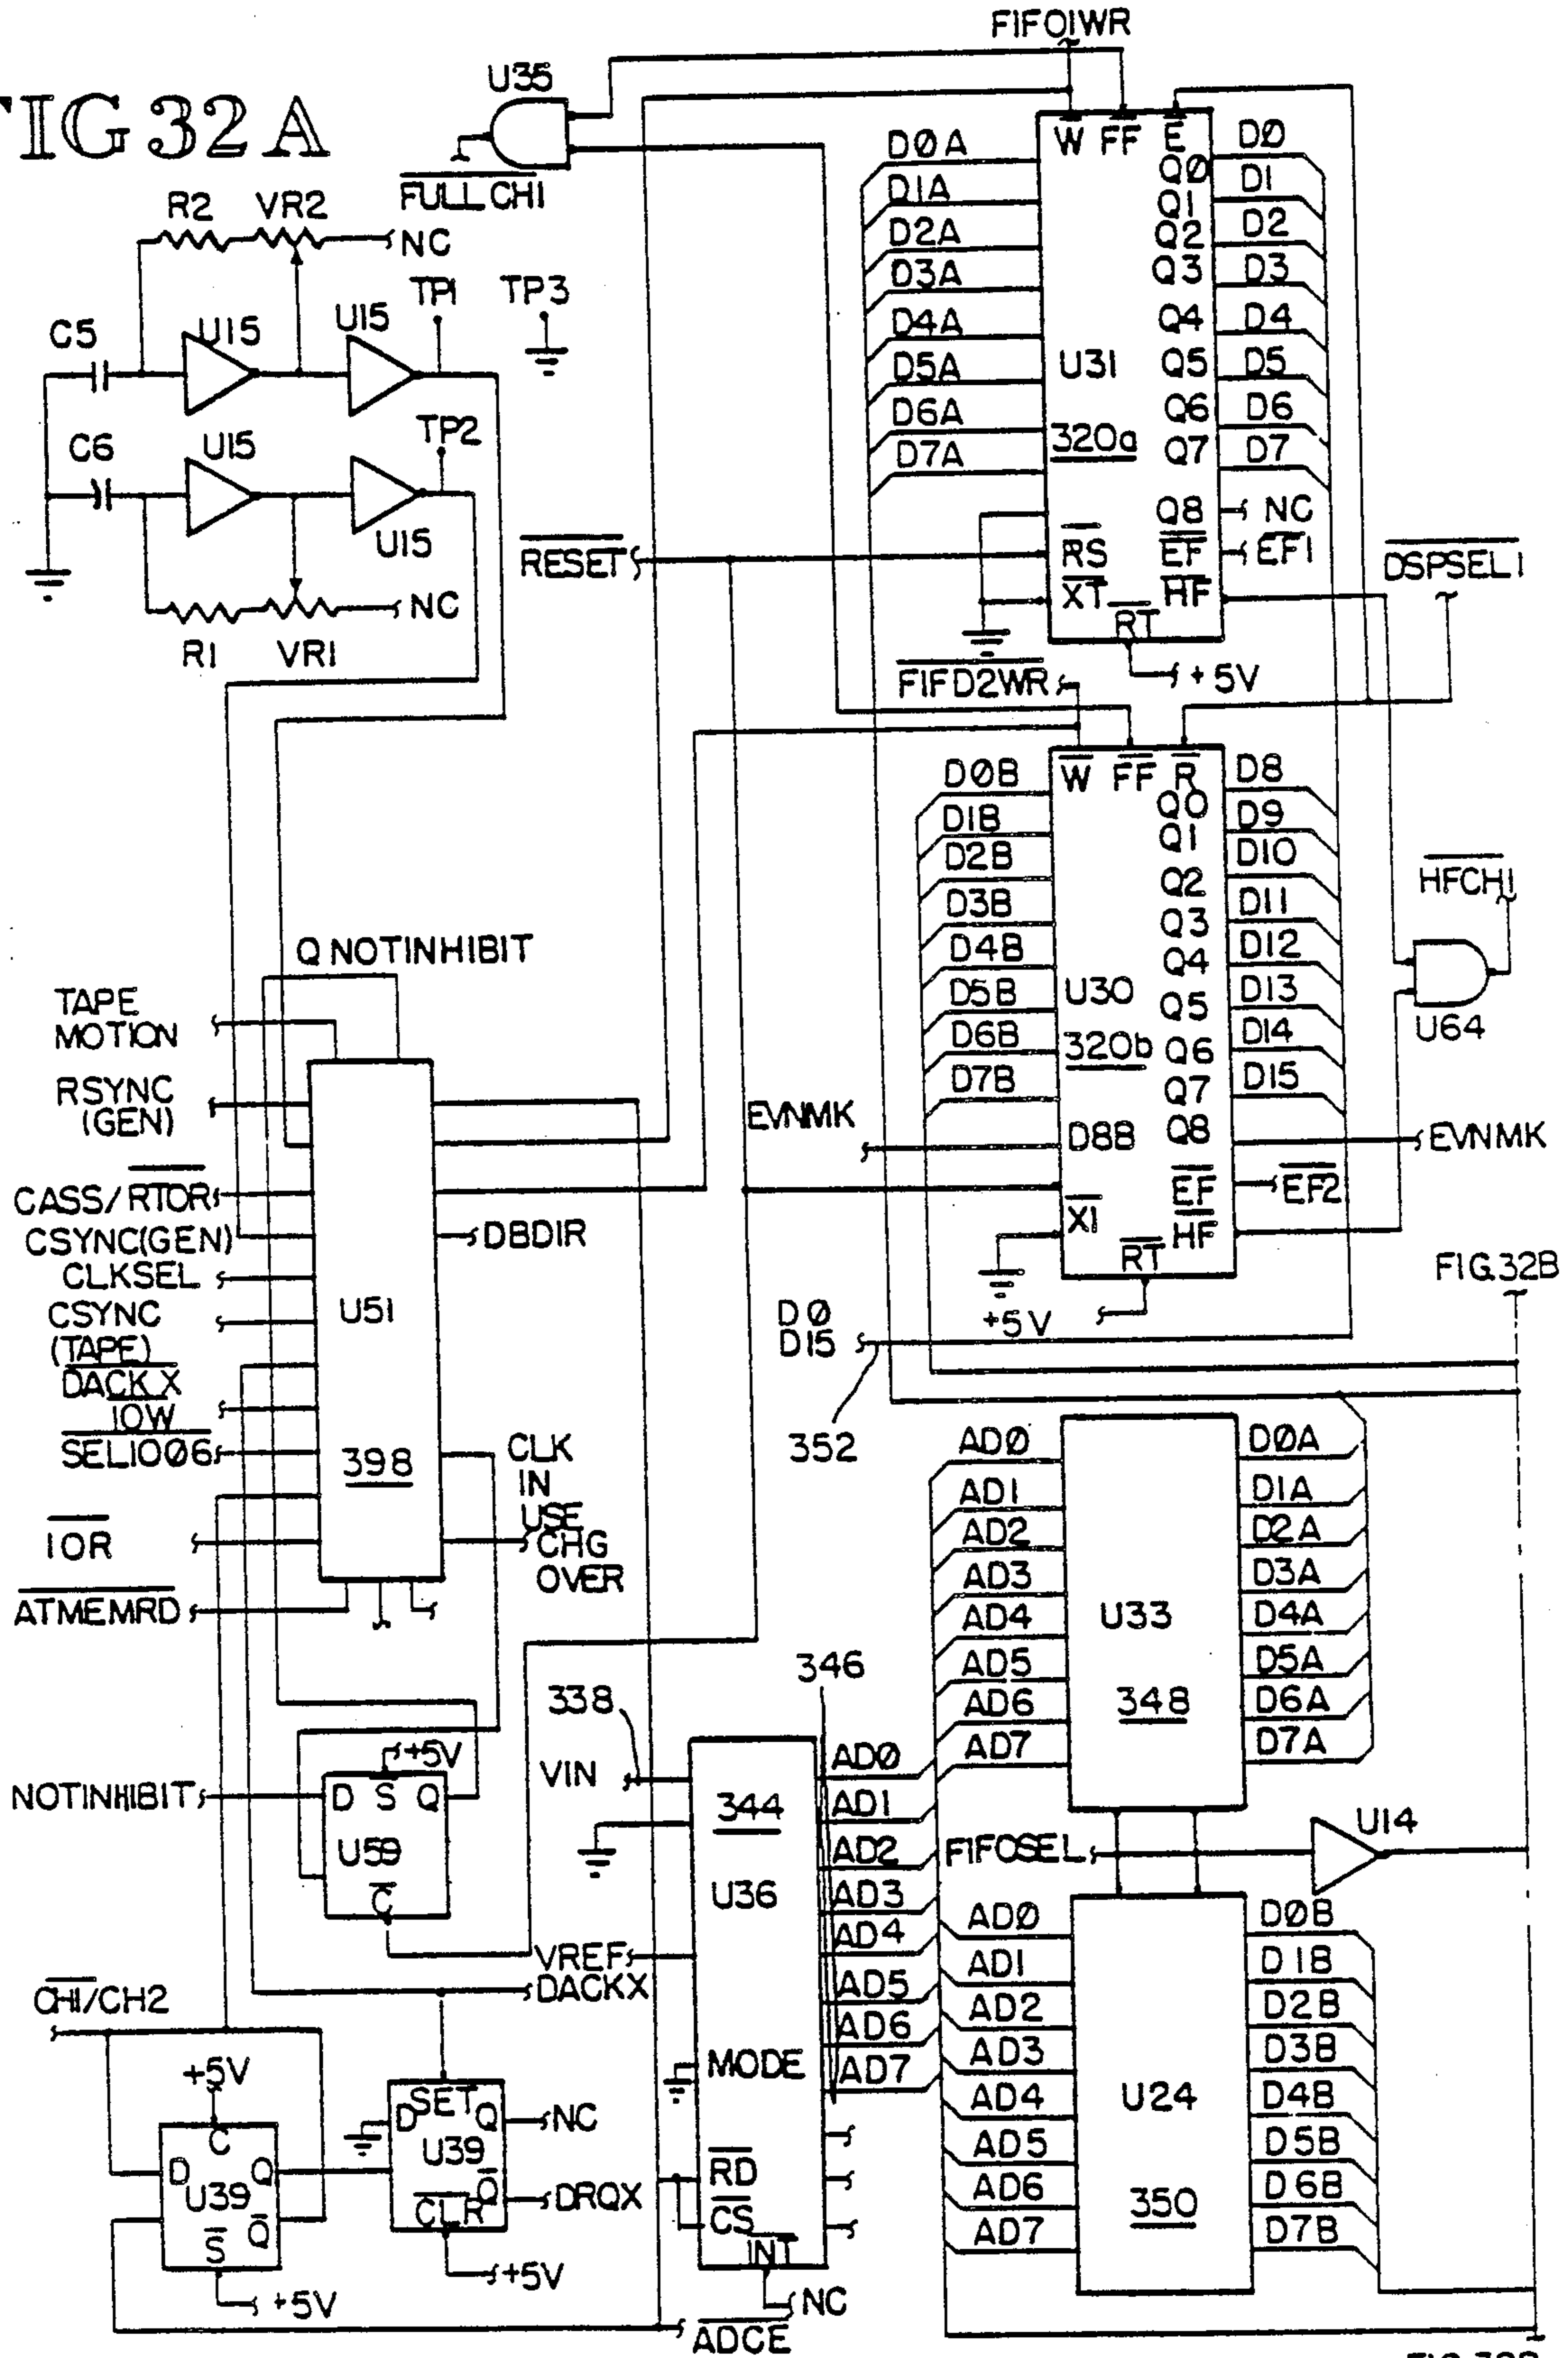 FIG 32 A
FIFO1WR
U35
FULLCH1
R2 VR2
NC
TP1 TP3
U15 U15
C5
C6
U15
TP2
U15
NC
R1 VR1
W FF E
D0A
D1A
D2A
D3A
D4A
D5A
D6A
D7A
Q0 D0
Q1 D1
Q2 D2
Q3 D3
Q4 D4
Q5 D5
Q6 D6
Q7 D7
U31
320a
Q8 NC
RESET
RS EF EF1
XT HF
RT
+5V
DSPSEL1
FIFD2WR
W FF R
D0B
D1B
D2B
D3B
D4B
D5B
D6B
D7B
Q0 D8
Q1 D9
Q2 D10
Q3 D11
Q4 D12
Q5 D13
Q6 D14
Q7 D15
U30
320b
EVNMK
D8B Q8
EVNMK
EF EF2
XI HF
RT
+5V
HFCH1
U64
FIG.32B
D0
D15
352
Q NOTINHIBIT
TAPE
MOTION
RSYNC
(GEN)
CASS/RTOR
CSYNC(GEN)
CLKSEL
CSYNC
(TAPE)
DACKX
IOW
SELIO06
IOR
ATMEMRD
U51
398
DBDIR
CLK
IN
USE
CHG
OVER
AD0
AD1
AD2
AD3
AD4
AD5
AD6
AD7
U33
348
D0A
D1A
D2A
D3A
D4A
D5A
D6A
D7A
346
338
VIN
344
U36
AD0
AD1
AD2
AD3
AD4
AD5
AD6
AD7
VREF
MODE
RD
CS
INT
NC
ADCE
+5V
NOTINHIBIT
D S Q
U59
C
DACKX
CH1/CH2
+5V
C
D Q
U39
S Q
+5V
SET
D Q
NC
U39
Q
DRQX
CLR
+5V
FIFOSEL
U14
AD0
AD1
AD2
AD3
AD4
AD5
AD6
AD7
U24
350
D0B
D1B
D2B
D3B
D4B
D5B
D6B
D7B